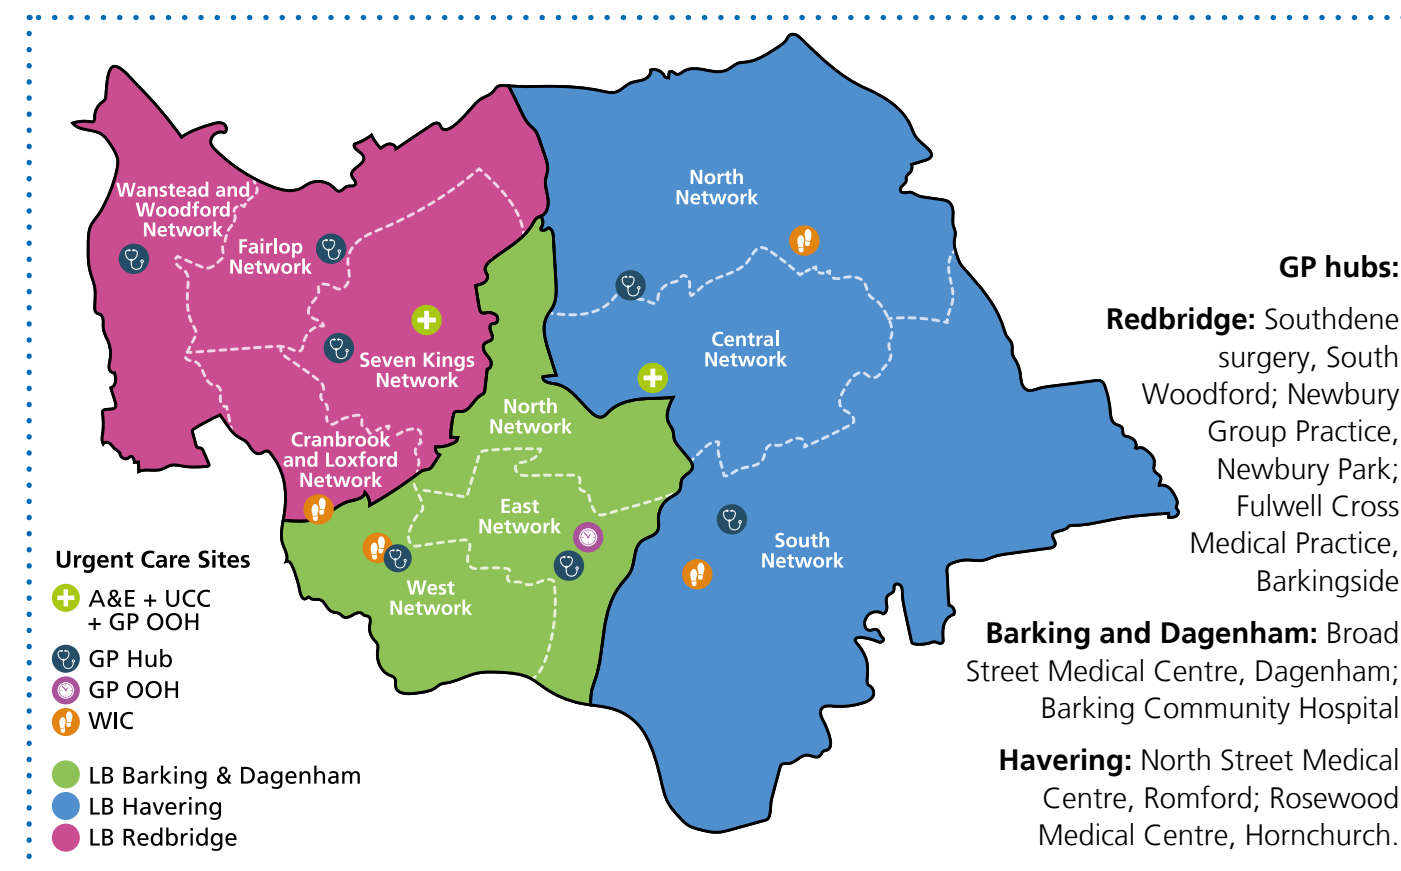 Wanstead and
Woodford
Network
Fairlop
Network
Seven Kings
Network
Cranbrook
and Loxford
Network
North
Network
Central
Network
South
Network
North
Network
East
Network
West
Network
Urgent Care Sites
A&E + UCC
+ GP OOH
GP Hub
GP OOH
WIC
LB Barking & Dagenham
LB Havering
LB Redbridge
GP hubs:
Redbridge: Southdene
surgery, South
Woodford; Newbury
Group Practice,
Newbury Park;
Fulwell Cross
Medical Practice,
Barkingside
Barking and Dagenham: Broad
Street Medical Centre, Dagenham;
Barking Community Hospital
Havering: North Street Medical
Centre, Romford; Rosewood
Medical Centre, Hornchurch.